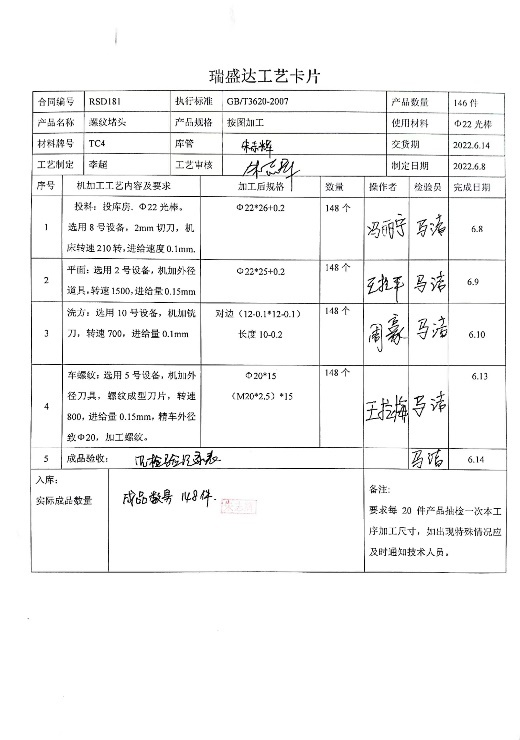 瑞盛达工艺卡片
合同编号 RSD181 执行标准 GB/T3620-2007 产品数量 146 件
产品名称 螺纹堵头 产品规格 按图加工 使用材料 Φ22 光棒
材料牌号 TC4 库管 交货期 2022.6.14
工艺制定 李超 工艺审核 制定日期 2022.6.8
序号 机加工工艺内容及要求 加工后规格 数量 操作者 检验员 完成日期
1 投料：投库房，Φ22 光棒。 Φ22*26+0.2 148 个 冯丽宁 马洁 6.8
选用 8 号设备，2mm 切刀，机
床转速 210 转，进给速度 0.1mm.
2 平面：选用 2 号设备，机加外径 Φ22*25+0.2 148 个 马洁 6.9
道具，转速 1500，进给量 0.15mm
3 洗方：选用 10 号设备，机加铣 对边（12-0.1*12-0.1） 148 个 周豪 马洁 6.10
刀，转速 700，进给量 0.1mm 长度 10-0.2
4 车螺纹：选用 5 号设备，机加外 Φ20*15 148 个 王拉梅 马洁 6.13
径刀具，螺纹成型刀片，转速 （M20*2.5）*15
800，进给量 0.15mm，精车外径
致Φ20，加工螺纹。
5 成品验收： 见检验记录表 马洁 6.14
入库：
实际成品数量 成品数量 148件.
备注：
要求每 20 件产品抽检一次本工
序加工尺寸，如出现特殊情况应
及时通知技术人员。